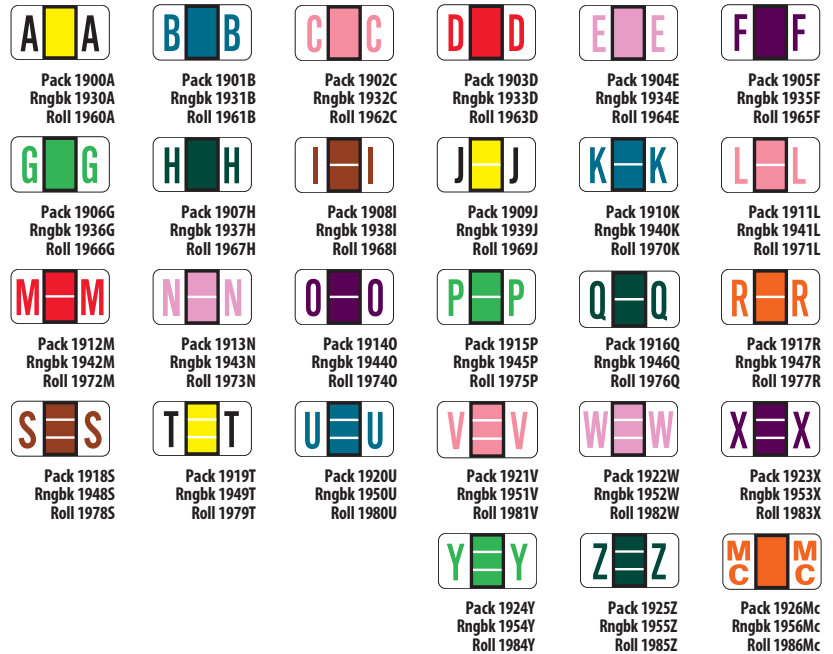 A A B B C C D D E E F F
Pack 1900A Pack 1901B Pack 1902C Pack 1903D Pack 1904E Pack 1905F
Rngbk 1930A Rngbk 1931B Rngbk 1932C Rngbk 1933D Rngbk 1934E Rngbk 1935F
Roll 1960A Roll 1961B Roll 1962C Roll 1963D Roll 1964E Roll 1965F
G G H H I I J J K K L L
Pack 1906G Pack 1907H Pack 1908I Pack 1909J Pack 1910K Pack 1911L
Rngbk 1936G Rngbk 1937H Rngbk 1938I Rngbk 1939J Rngbk 1940K Rngbk 1941L
Roll 1966G Roll 1967H Roll 1968I Roll 1969J Roll 1970K Roll 1971L
M M N N O O P P Q Q R R
Pack 1912M Pack 1913N Pack 1914O Pack 1915P Pack 1916Q Pack 1917R
Rngbk 1942M Rngbk 1943N Rngbk 1944O Rngbk 1945P Rngbk 1946Q Rngbk 1947R
Roll 1972M Roll 1973N Roll 1974O Roll 1975P Roll 1976Q Roll 1977R
S S T T U U V V W W X X
Pack 1918S Pack 1919T Pack 1920U Pack 1921V Pack 1922W Pack 1923X
Rngbk 1948S Rngbk 1949T Rngbk 1950U Rngbk 1951V Rngbk 1952W Rngbk 1953X
Roll 1978S Roll 1979T Roll 1980U Roll 1981V Roll 1982W Roll 1983X
Y Y Z Z MC MC
Pack 1924Y Pack 1925Z Pack 1926Mc
Rngbk 1954Y Rngbk 1955Z Rngbk 1956Mc
Roll 1984Y Roll 1985Z Roll 1986Mc